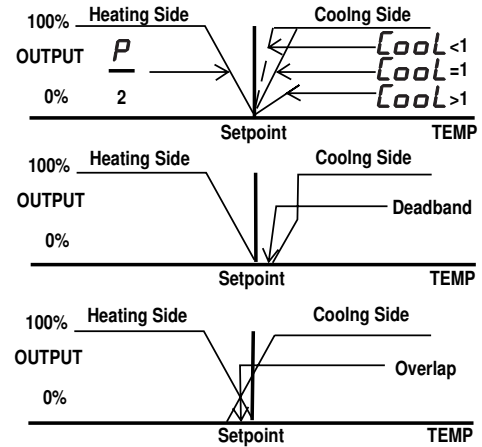 100% Heating Side Coolng Side
OUTPUT P CooL <1
2 CooL =1
0% CooL >1
Setpoint TEMP
100% Heating Side Coolng Side
OUTPUT
Deadband
0%
Setpoint TEMP
100% Heating Side Coolng Side
OUTPUT
Overlap
0%
Setpoint TEMP